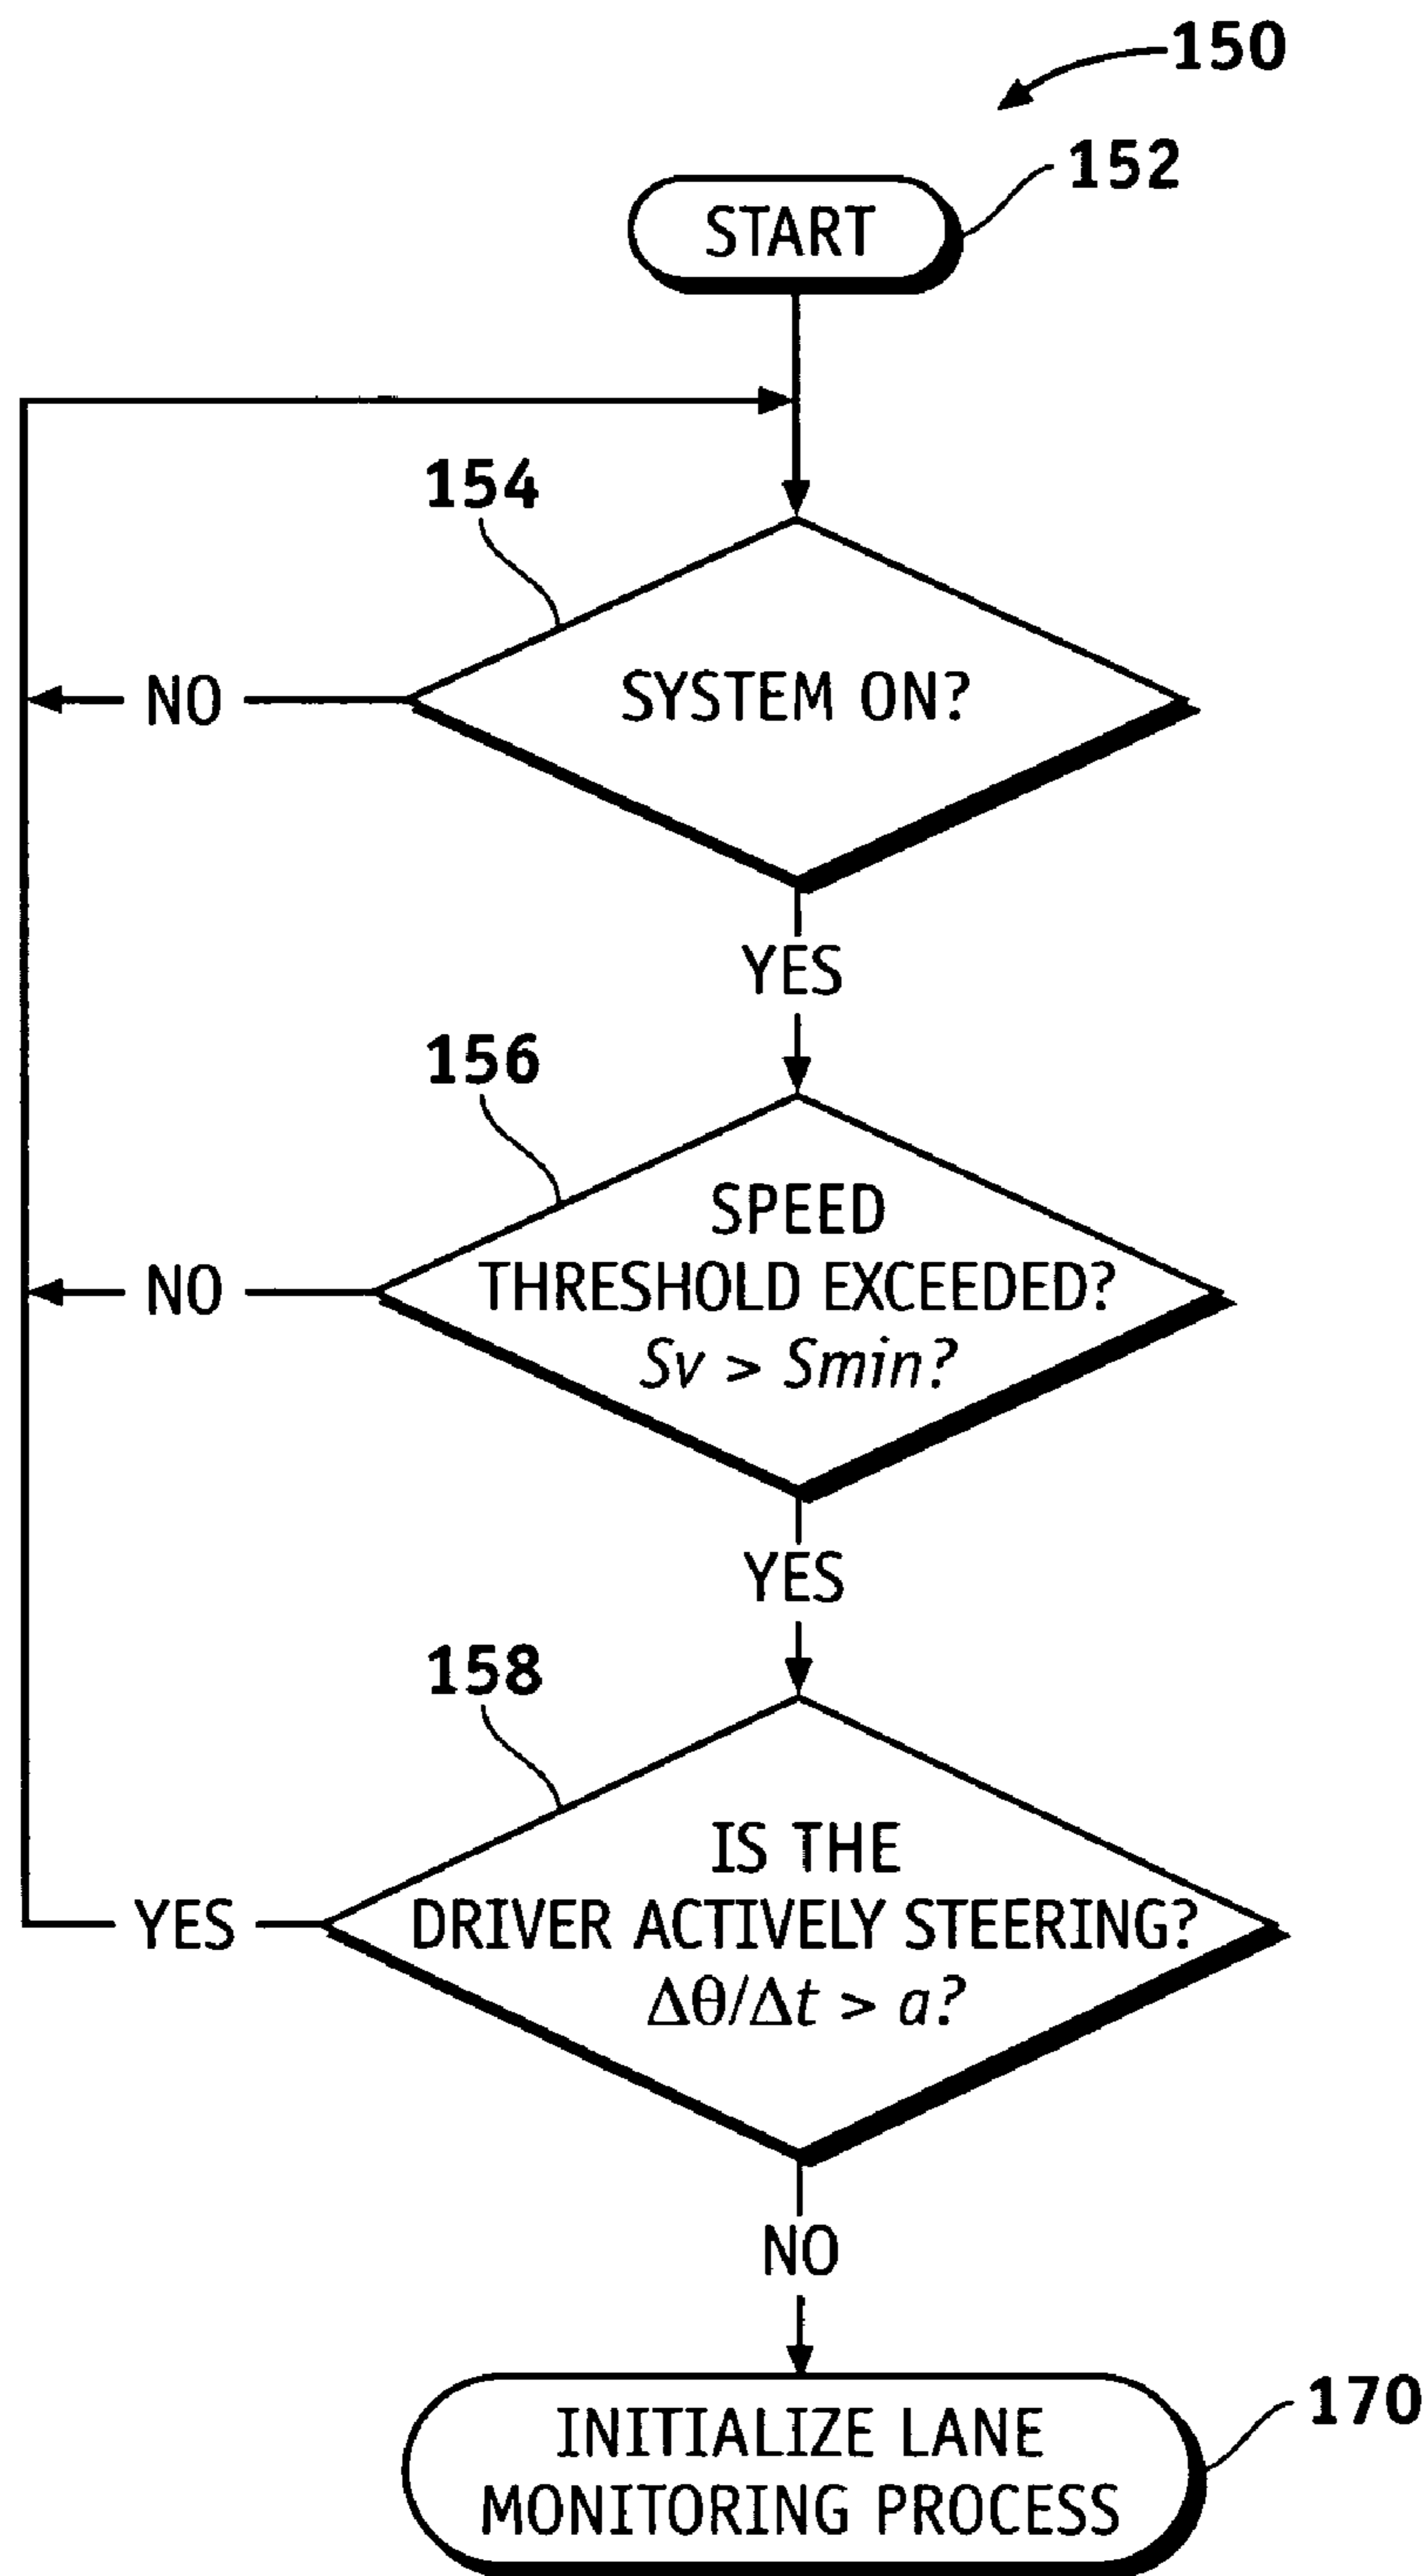 150
152
START
154
NO
SYSTEM ON?
YES
156
SPEED
NO
THRESHOLD EXCEEDED?
Sv > Smin?
YES
158
IS THE
YES
DRIVER ACTIVELY STEERING?
Δθ/Δt > a?
NO
170
INITIALIZE LANE
MONITORING PROCESS